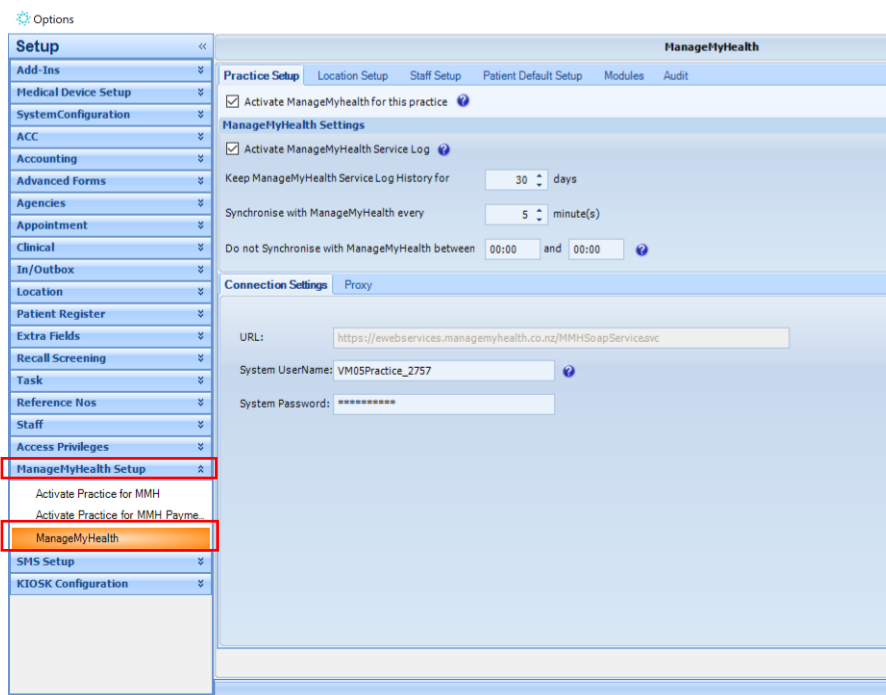 Options
Setup «
Add-Ins
Medical Device Setup
SystemConfiguration
ACC
Accounting
Advanced Forms
Agencies
Appointment
Clinical
In/Outbox
Location
Patient Register
Extra Fields
Recall Screening
Task
Reference Nos
Staff
Access Privileges
ManageMyHealth Setup
Activate Practice for MMH
Activate Practice for MMH Payme...
ManageMyHealth
SMS Setup
KIOSK Configuration
ManageMyHealth
Practice Setup Location Setup Staff Setup Patient Default Setup Modules Audit
Activate ManageMyhealth for this practice ?
ManageMyHealth Settings
Activate ManageMyHealth Service Log ?
Keep ManageMyHealth Service Log History for 30 days
Synchronise with ManageMyHealth every 5 minute(s)
Do not Synchronise with ManageMyHealth between 00:00 and 00:00 ?
Connection Settings Proxy
URL: https://ewebservices.managemyhealth.co.nz/MMHSoapService.svc
System UserName: VM05Practice_2757 ?
System Password: **********